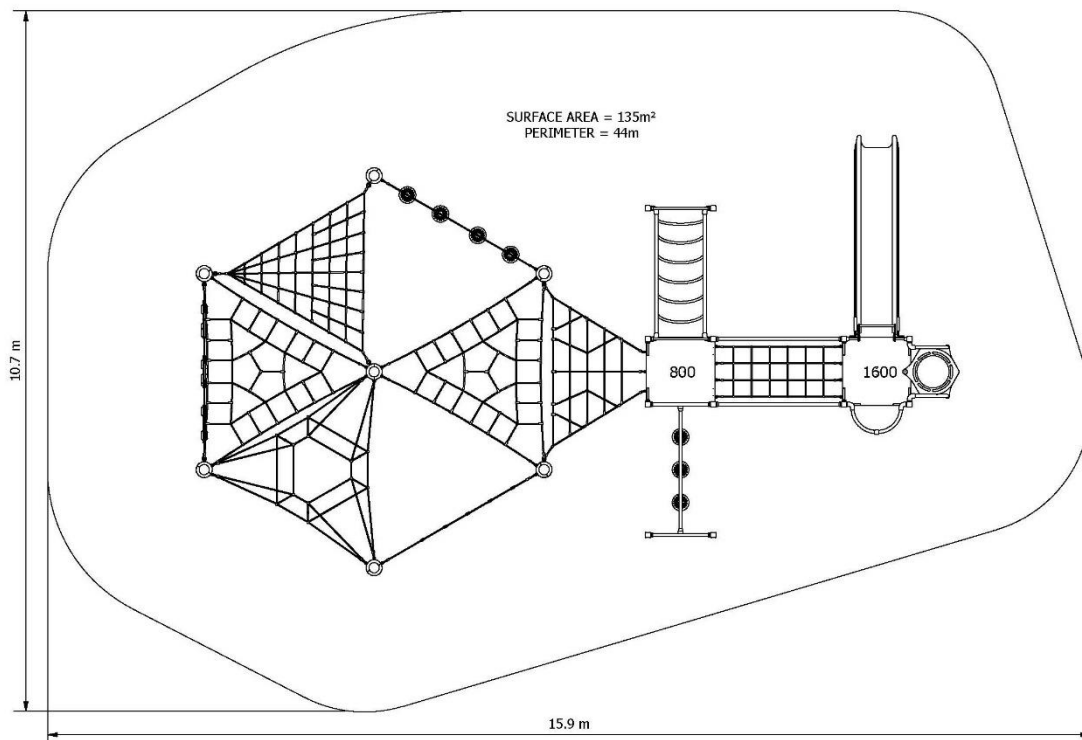 SURFACE AREA = 135m²
PERIMETER = 44m
10.7 m
800
1600
15.9 m